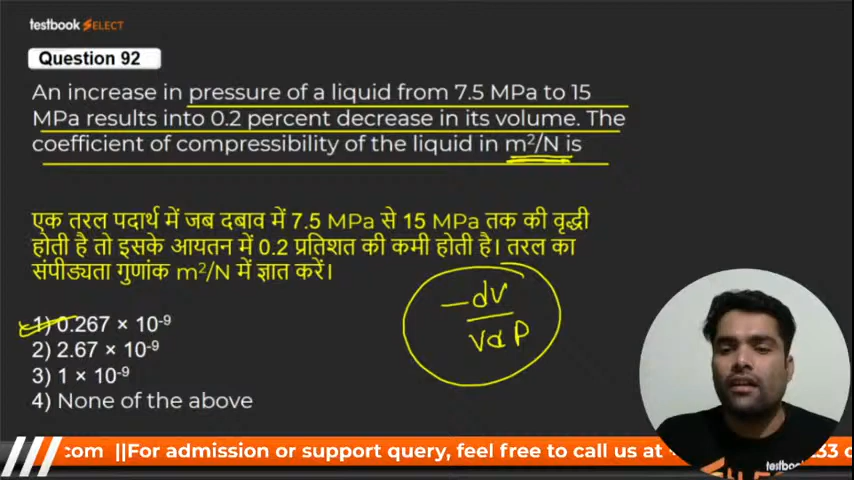 testbook SELECT
Question 92
An increase in pressure of a liquid from 7.5 MPa to 15
MPa results into 0.2 percent decrease in its volume. The
coefficient of compressibility of the liquid in m²/N is
एक तरल पदार्थ में जब दबाव में 7.5 MPa से 15 MPa तक की वृद्धी
होती है तो इसके आयतन में 0.2 प्रतिशत की कमी होती है। तरल का
संपीड्यता गुणांक m²/N में ज्ञात करें।
-dv
vdP
1) 0.267 × 10⁻⁹
2) 2.67 × 10⁻⁹
3) 1 × 10⁻⁹
4) None of the above
.com ||For admission or support query, feel free to call us at
testbook